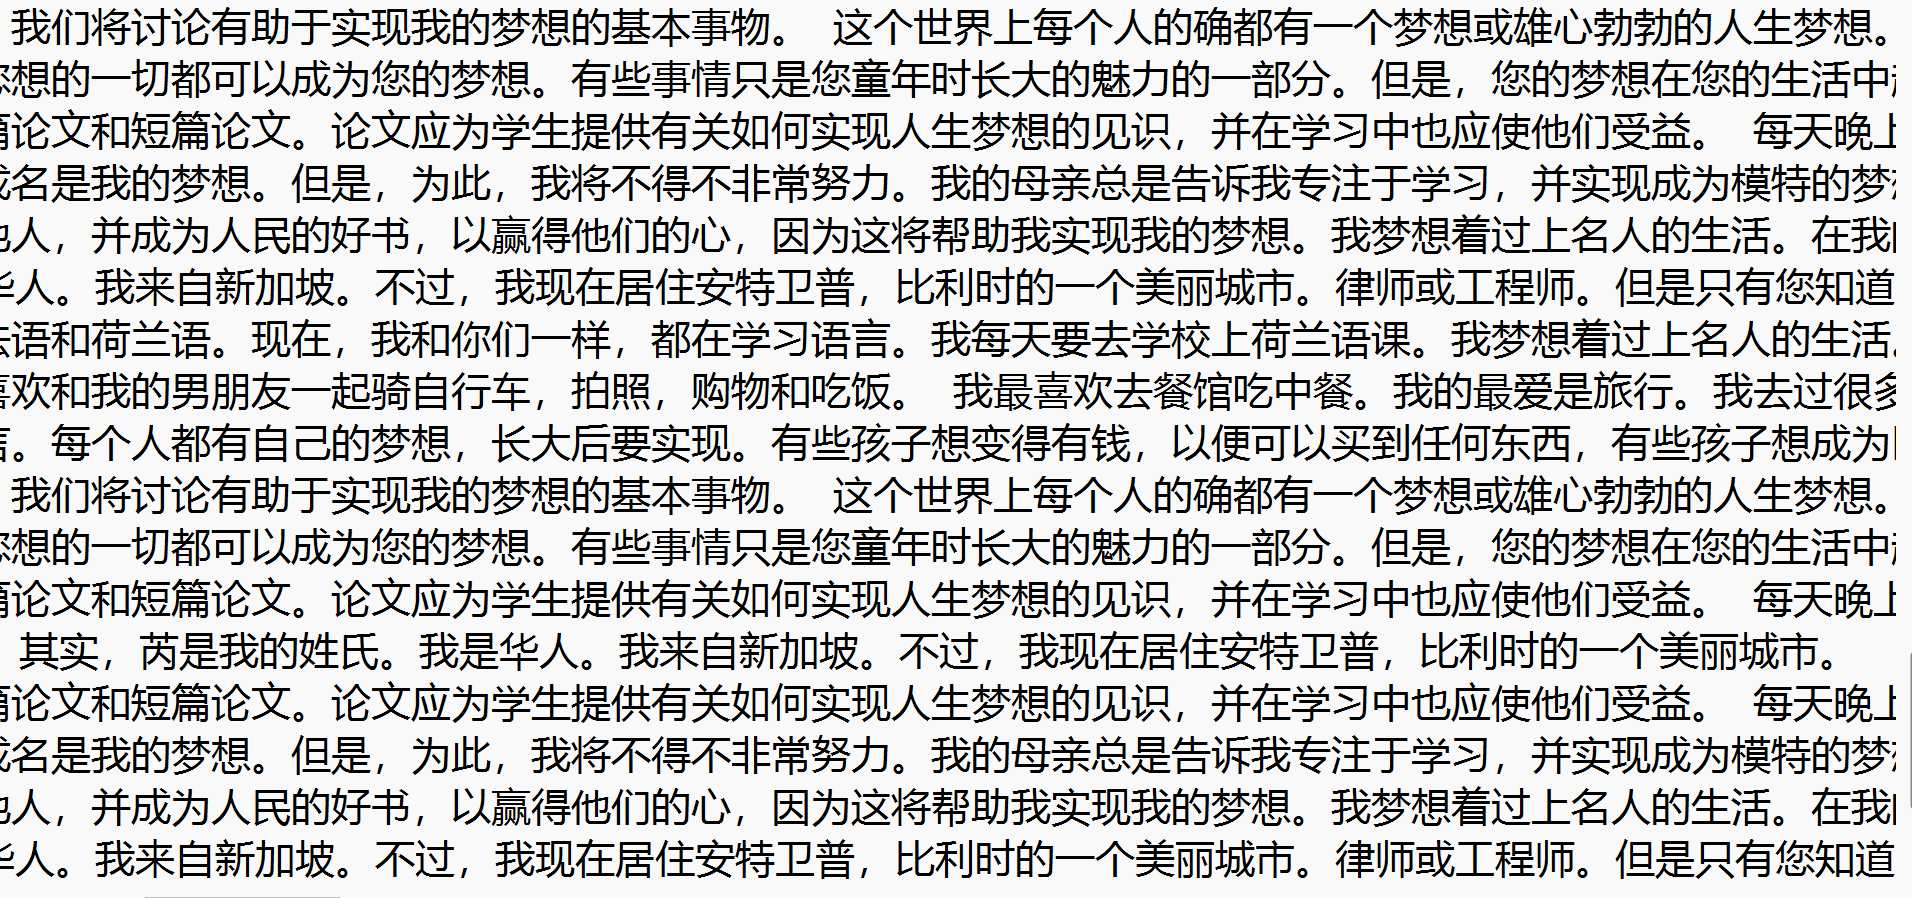 我们将讨论有助于实现我的梦想的基本事物。 这个世界上每个人的确都有一个梦想或雄心勃勃的人生梦想。
想的一切都可以成为您的梦想。有些事情只是您童年时长大的魅力的一部分。但是，您的梦想在您的生活中
论文和短篇论文。论文应为学生提供有关如何实现人生梦想的见识，并在学习中也应使他们受益。 每天晚上
名是我的梦想。但是，为此，我将不得不非常努力。我的母亲总是告诉我专注于学习，并实现成为模特的梦
人，并成为人民的好书，以赢得他们的心，因为这将帮助我实现我的梦想。我梦想着过上名人的生活。在我
人。我来自新加坡。不过，我现在居住安特卫普，比利时的一个美丽城市。律师或工程师。但是只有您知道
语和荷兰语。现在，我和你们一样，都在学习语言。我每天要去学校上荷兰语课。我梦想着过上名人的生活。
欢和我的男朋友一起骑自行车，拍照，购物和吃饭。 我最喜欢去餐馆吃中餐。我的最爱是旅行。我去过很多
。每个人都有自己的梦想，长大后要实现。有些孩子想变得有钱，以便可以买到任何东西，有些孩子想成为
我们将讨论有助于实现我的梦想的基本事物。 这个世界上每个人的确都有一个梦想或雄心勃勃的人生梦想。
想的一切都可以成为您的梦想。有些事情只是您童年时长大的魅力的一部分。但是，您的梦想在您的生活中
论文和短篇论文。论文应为学生提供有关如何实现人生梦想的见识，并在学习中也应使他们受益。 每天晚上
其实，芮是我的姓氏。我是华人。我来自新加坡。不过，我现在居住安特卫普，比利时的一个美丽城市。
论文和短篇论文。论文应为学生提供有关如何实现人生梦想的见识，并在学习中也应使他们受益。 每天晚上
名是我的梦想。但是，为此，我将不得不非常努力。我的母亲总是告诉我专注于学习，并实现成为模特的梦
人，并成为人民的好书，以赢得他们的心，因为这将帮助我实现我的梦想。我梦想着过上名人的生活。在我
人。我来自新加坡。不过，我现在居住安特卫普，比利时的一个美丽城市。律师或工程师。但是只有您知道